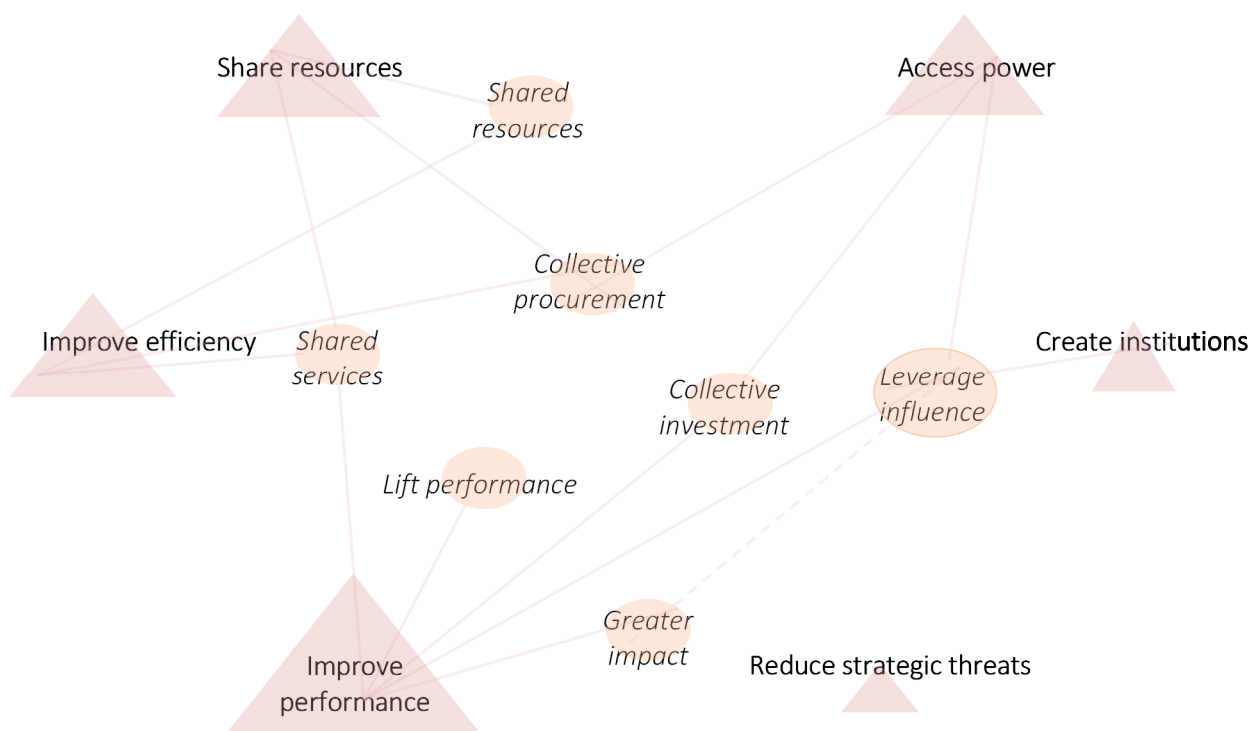 Share resources
Access power
Shared
resources
Collective
procurement
Improve efficiency
Shared
services
Create institutions
Collective
investment
Leverage
influence
Lift performance
Greater
impact
Improve
performance
Reduce strategic threats